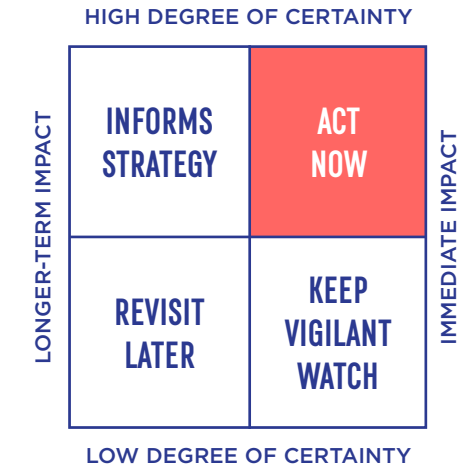 HIGH DEGREE OF CERTAINTY
LONGER-TERM IMPACT
INFORMS
STRATEGY
ACT
NOW
IMMEDIATE IMPACT
REVISIT
LATER
KEEP
VIGILANT
WATCH
LOW DEGREE OF CERTAINTY